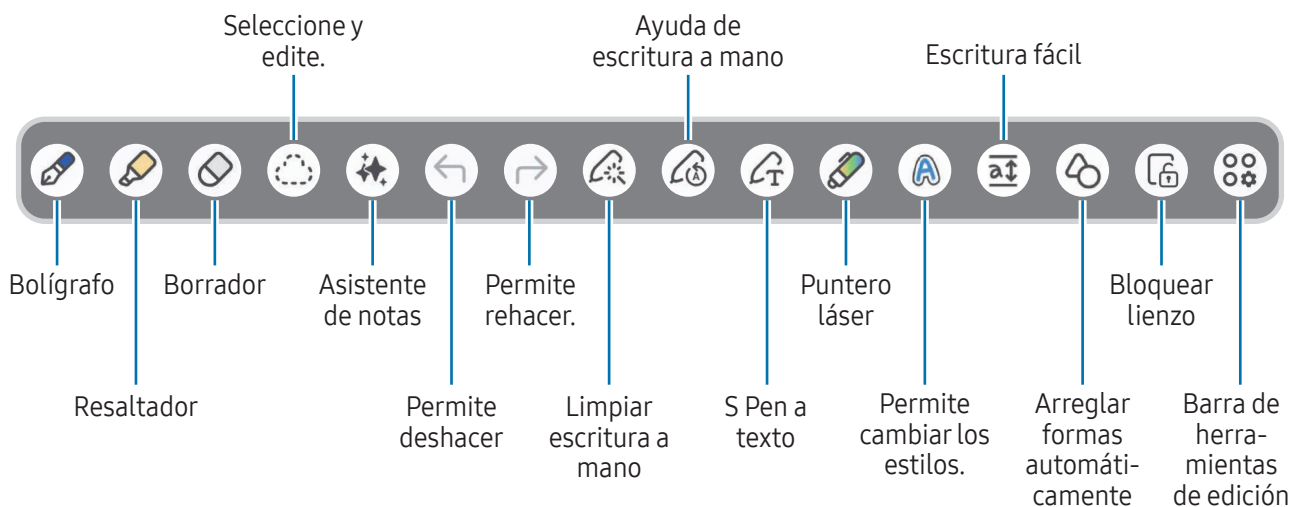 Seleccione y
edite.
Ayuda de
escritura a mano
Escritura fácil
a
A
T
A
a
Bolígrafo
Borrador
Asistente
de notas
Permite
rehacer.
Puntero
láser
Bloquear
lienzo
Resaltador
Permite
deshacer
Limpiar
escritura a
mano
S Pen a
texto
Permite
cambiar los
estilos.
Arreglar
formas
automáti-
camente
Barra de
herra-
mientas
de edición